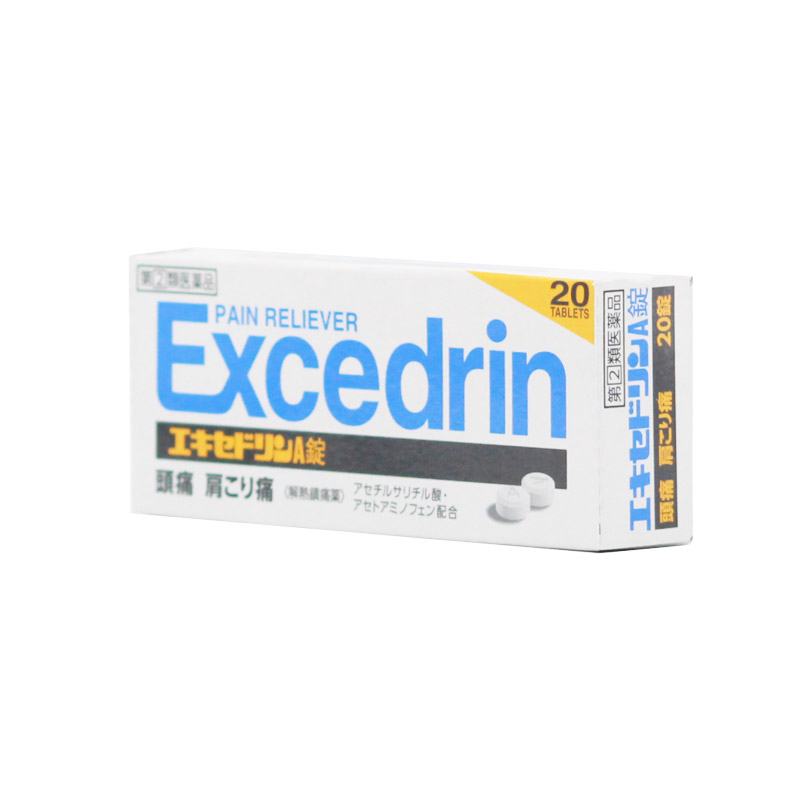 指②類医薬品
PAIN RELIEVER
Excedrin
エキセドリンA錠
頭痛 肩こり痛 (解熱鎮痛薬)
アセチルサリチル酸・
アセトアミノフェン配合
20
TABLETS
第②類医薬品
エキセドリンA錠
頭痛 肩こり痛 20錠